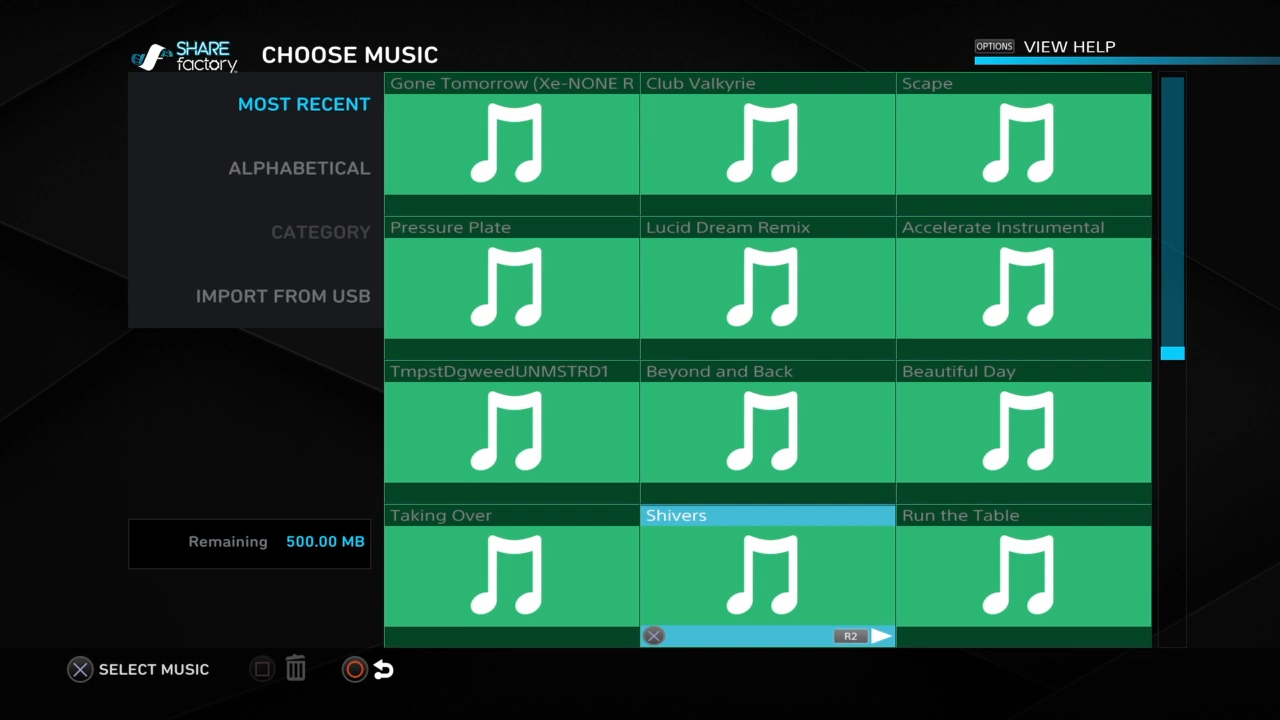 SHARE
factory™
CHOOSE MUSIC
OPTIONS VIEW HELP
MOST RECENT
ALPHABETICAL
CATEGORY
IMPORT FROM USB
Remaining 500.00 MB
Gone Tomorrow (Xe-NONE R
Club Valkyrie
Scape
Pressure Plate
Lucid Dream Remix
Accelerate Instrumental
TmpstDgweedUNMSTRD1
Beyond and Back
Beautiful Day
Taking Over
Shivers
Run the Table
R2
SELECT MUSIC